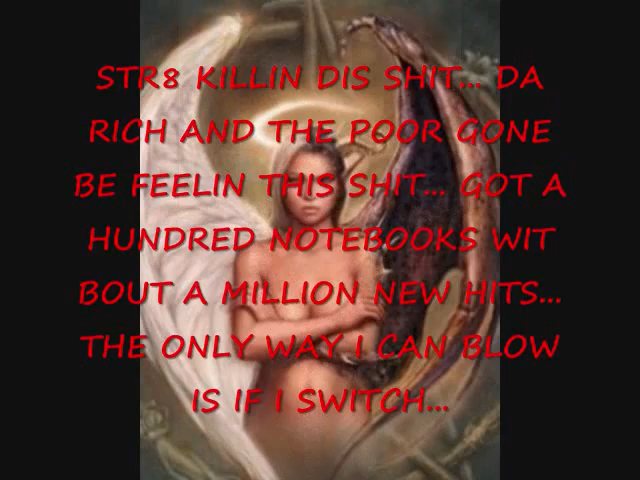 STR8 KILLIN DIS SHIT... DA
RICH AND THE POOR GONE
BE FEELIN THIS SHIT... GOT A
HUNDRED NOTEBOOKS WIT
BOUT A MILLION NEW HITS...
THE ONLY WAY I CAN BLOW
IS IF I SWITCH...